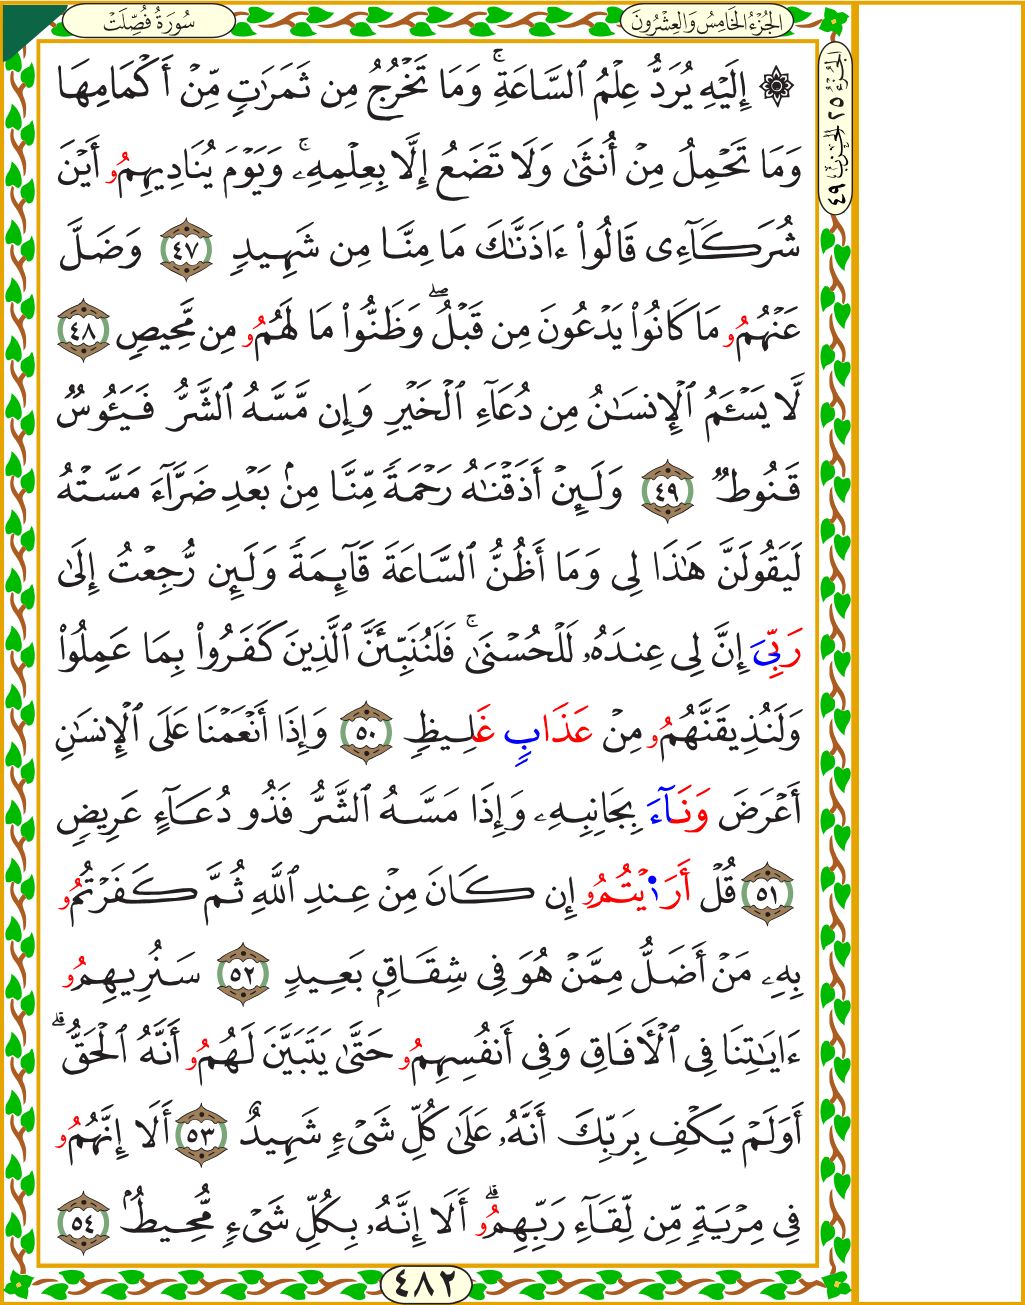 سُورَةُ فُصِّلَتْ
الجُزْءُ الخَامِسُ وَالعِشْرُونَ
الجزء ٢٥ الحزب ٤٩
۞ إِلَيْهِ يُرَدُّ عِلْمُ ٱلسَّاعَةِۚ وَمَا تَخْرُجُ مِن ثَمَرَٰتٖ مِّنْ أَكْمَامِهَا
وَمَا تَحْمِلُ مِنْ أُنثَىٰ وَلَا تَضَعُ إِلَّا بِعِلْمِهِۦۚ وَيَوْمَ يُنَادِيهِمُۥ أَيْنَ
شُرَكَآءِى قَالُوا۟ ءَاذَنَّٰكَ مَا مِنَّا مِن شَهِيدٖ ٤٧ وَضَلَّ
عَنْهُمُۥ مَا كَانُوا۟ يَدْعُونَ مِن قَبْلُۖ وَظَنُّوا۟ مَا لَهُمُۥ مِن مَّحِيصٖ ٤٨
لَّا يَسْـَٔمُ ٱلْإِنسَٰنُ مِن دُعَآءِ ٱلْخَيْرِ وَإِن مَّسَّهُ ٱلشَّرُّ فَيَـُٔوسٌ
قَنُوطٌ ٤٩ وَلَئِنْ أَذَقْنَٰهُ رَحْمَةً مِّنَّا مِنۢ بَعْدِ ضَرَّآءَ مَسَّتْهُ
لَيَقُولَنَّ هَٰذَا لِى وَمَا أَظُنُّ ٱلسَّاعَةَ قَآئِمَةً وَلَئِن رُّجِعْتُ إِلَىٰ
رَبِّىَ إِنَّ لِى عِندَهُۥ لَلْحُسْنَىٰۚ فَلَنُنَبِّئَنَّ ٱلَّذِينَ كَفَرُوا۟ بِمَا عَمِلُوا۟
وَلَنُذِيقَنَّهُمُۥ مِنْ عَذَابٍ غَلِيظٖ ٥٠ وَإِذَا أَنْعَمْنَا عَلَى ٱلْإِنسَٰنِ
أَعْرَضَ وَنَآءَ بِجَانِبِهِۦ وَإِذَا مَسَّهُ ٱلشَّرُّ فَذُو دُعَآءٍ عَرِيضٖ
٥١ قُلْ أَرَٰ۬يْتُمُۥ إِن كَانَ مِنْ عِندِ ٱللَّهِ ثُمَّ كَفَرْتُمُۥ
بِهِۦ مَنْ أَضَلُّ مِمَّنْ هُوَ فِى شِقَاقٍۭ بَعِيدٖ ٥٢ سَنُرِيهِمُۥ
ءَايَٰتِنَا فِى ٱلْأٓفَاقِ وَفِى أَنفُسِهِمُۥ حَتَّىٰ يَتَبَيَّنَ لَهُمُۥ أَنَّهُ ٱلْحَقُّۗ
أَوَلَمْ يَكْفِ بِرَبِّكَ أَنَّهُۥ عَلَىٰ كُلِّ شَىْءٖ شَهِيدٌ ٥٣ أَلَا إِنَّهُمُۥ
فِى مِرْيَةٖ مِّن لِّقَآءِ رَبِّهِمُۥۗ أَلَا إِنَّهُۥ بِكُلِّ شَىْءٖ مُّحِيطُۢ ٥٤
٤٨٢